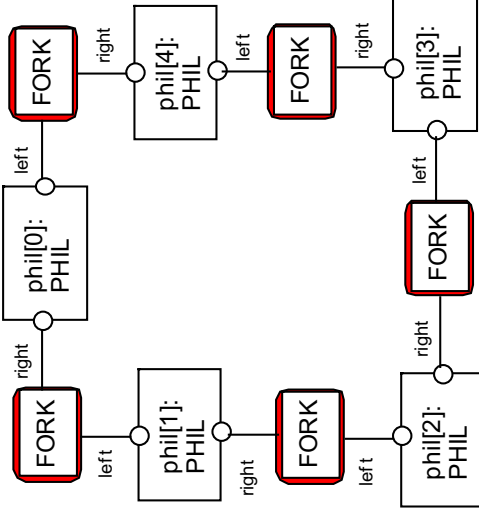 right
left
FORK
phil[0]:
PHIL
FORK
left
right
phil[1]:
PHIL
phil[4]:
PHIL
right
left
FORK
FORK
left
right
right
left
phil[2]:
PHIL
FORK
phil[3]:
PHIL